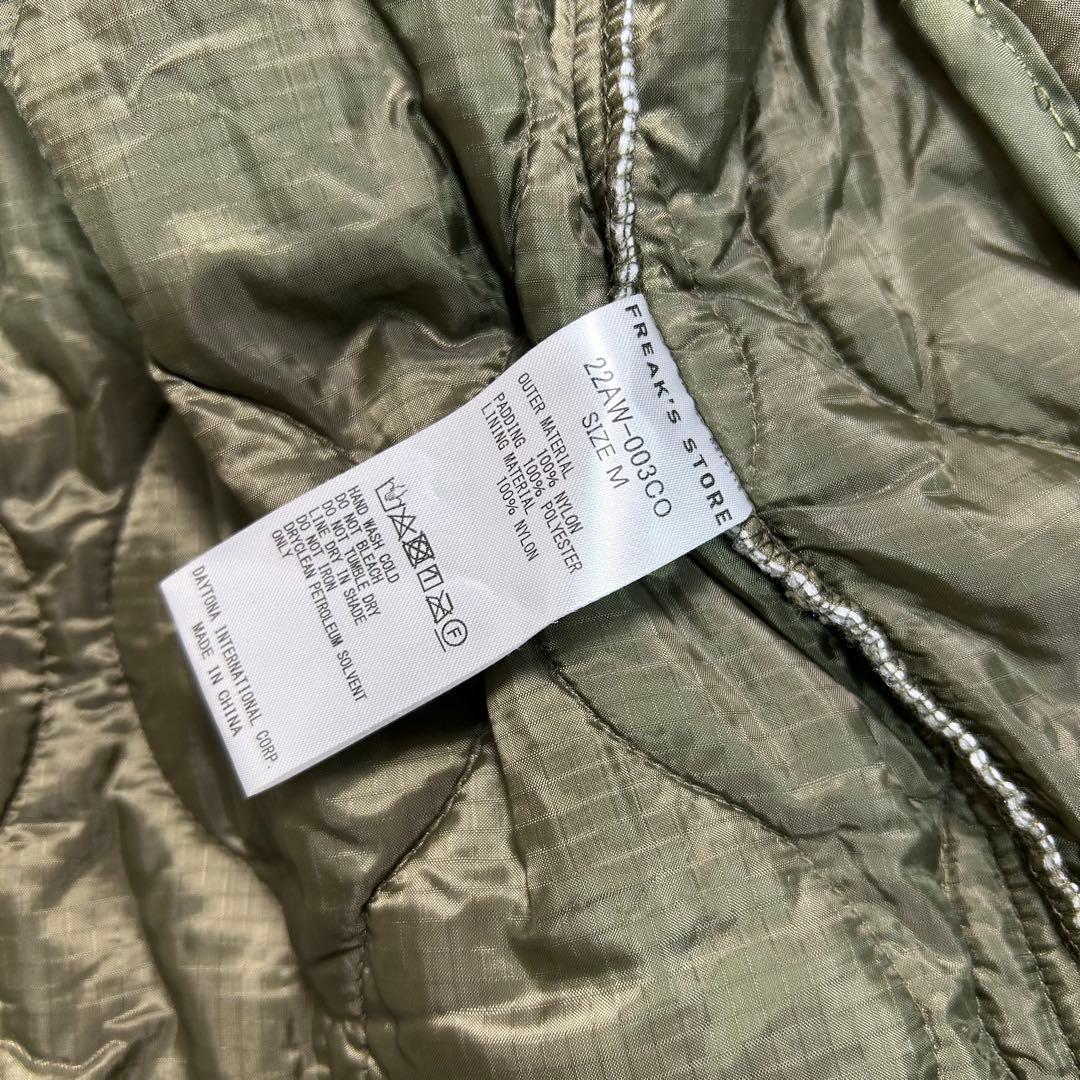 FREAK'S STORE
22AW-003CO
SIZE M
OUTER MATERIAL
100% NYLON
PADDING 100% POLYESTER
LINING MATERIAL
100% NYLON
HAND WASH COLD
DO NOT BLEACH
DO NOT TUMBLE DRY
LINE DRY IN SHADE
DO NOT IRON
DRYCLEAN PETROLEUM SOLVENT
ONLY
F
DAYTONA INTERNATIONAL CORP.
MADE IN CHINA